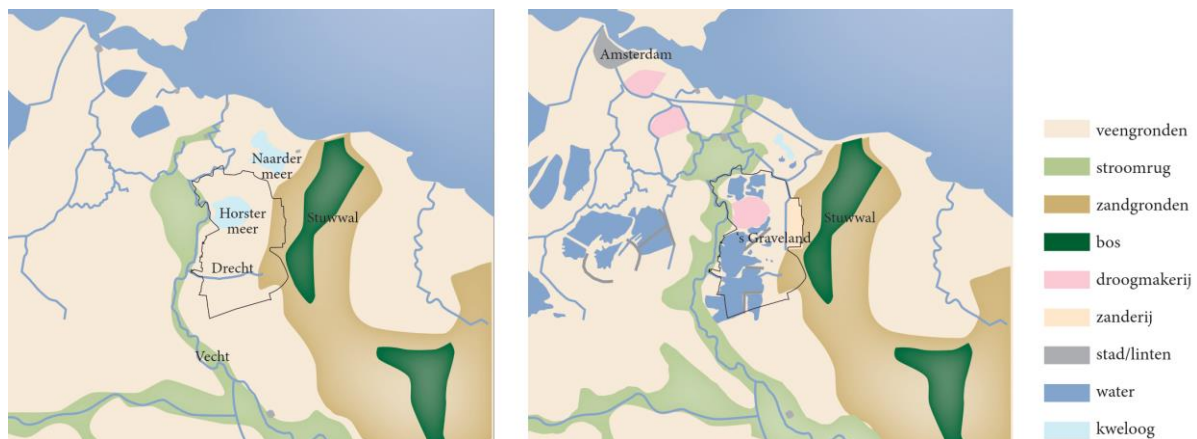 Naarder
meer
Horster
meer
Stuwwal
Drecht
Vecht
Amsterdam
Stuwwal
's Graveland
veengronden
stroomrug
zandgronden
bos
droogmakerij
zanderij
stad/linten
water
kweloog